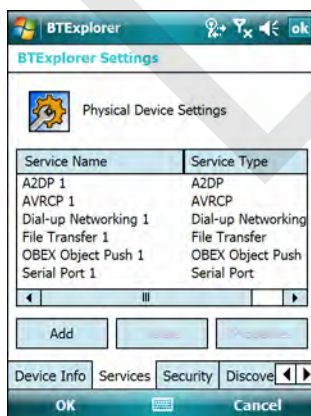 BTExplorer ok
BTExplorer Settings
Physical Device Settings
Service Name Service Type
A2DP 1 A2DP
AVRCP 1 AVRCP
Dial-up Networking 1 Dial-up Networking
File Transfer 1 File Transfer
OBEX Object Push 1 OBEX Object Push
Serial Port 1 Serial Port
Add
Device Info Services Security Discove
OK Cancel